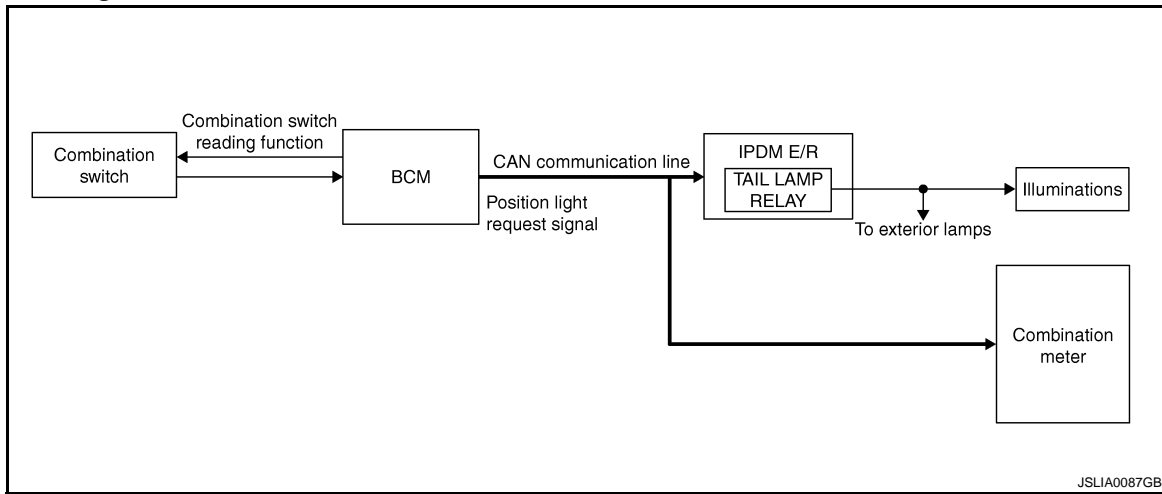 Combination switch
reading function
Combination
switch
BCM
CAN communication line
Position light
request signal
IPDM E/R
TAIL LAMP
RELAY
Illuminations
To exterior lamps
Combination
meter
JSLIA0087GB